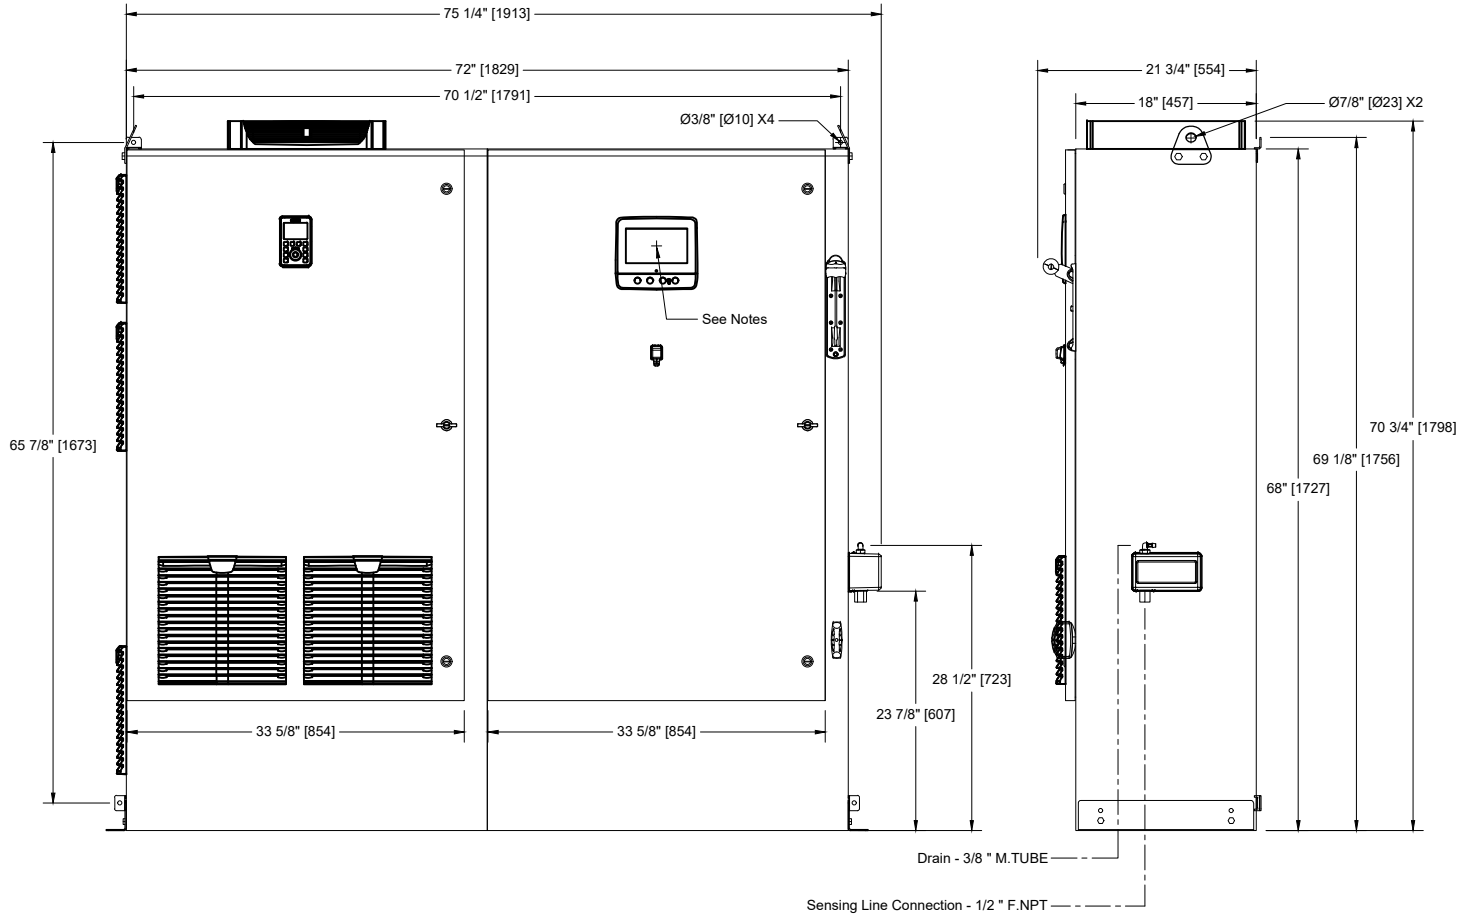 75 1/4" [1913]
72" [1829]
21 3/4" [554]
70 1/2" [1791]
18" [457]
Ø7/8" [Ø23] X2
Ø3/8" [Ø10] X4
See Notes
65 7/8" [1673]
70 3/4" [1798]
69 1/8" [1756]
68" [1727]
28 1/2" [723]
23 7/8" [607]
33 5/8" [854]
33 5/8" [854]
Drain - 3/8 " M.TUBE
Sensing Line Connection - 1/2 " F.NPT